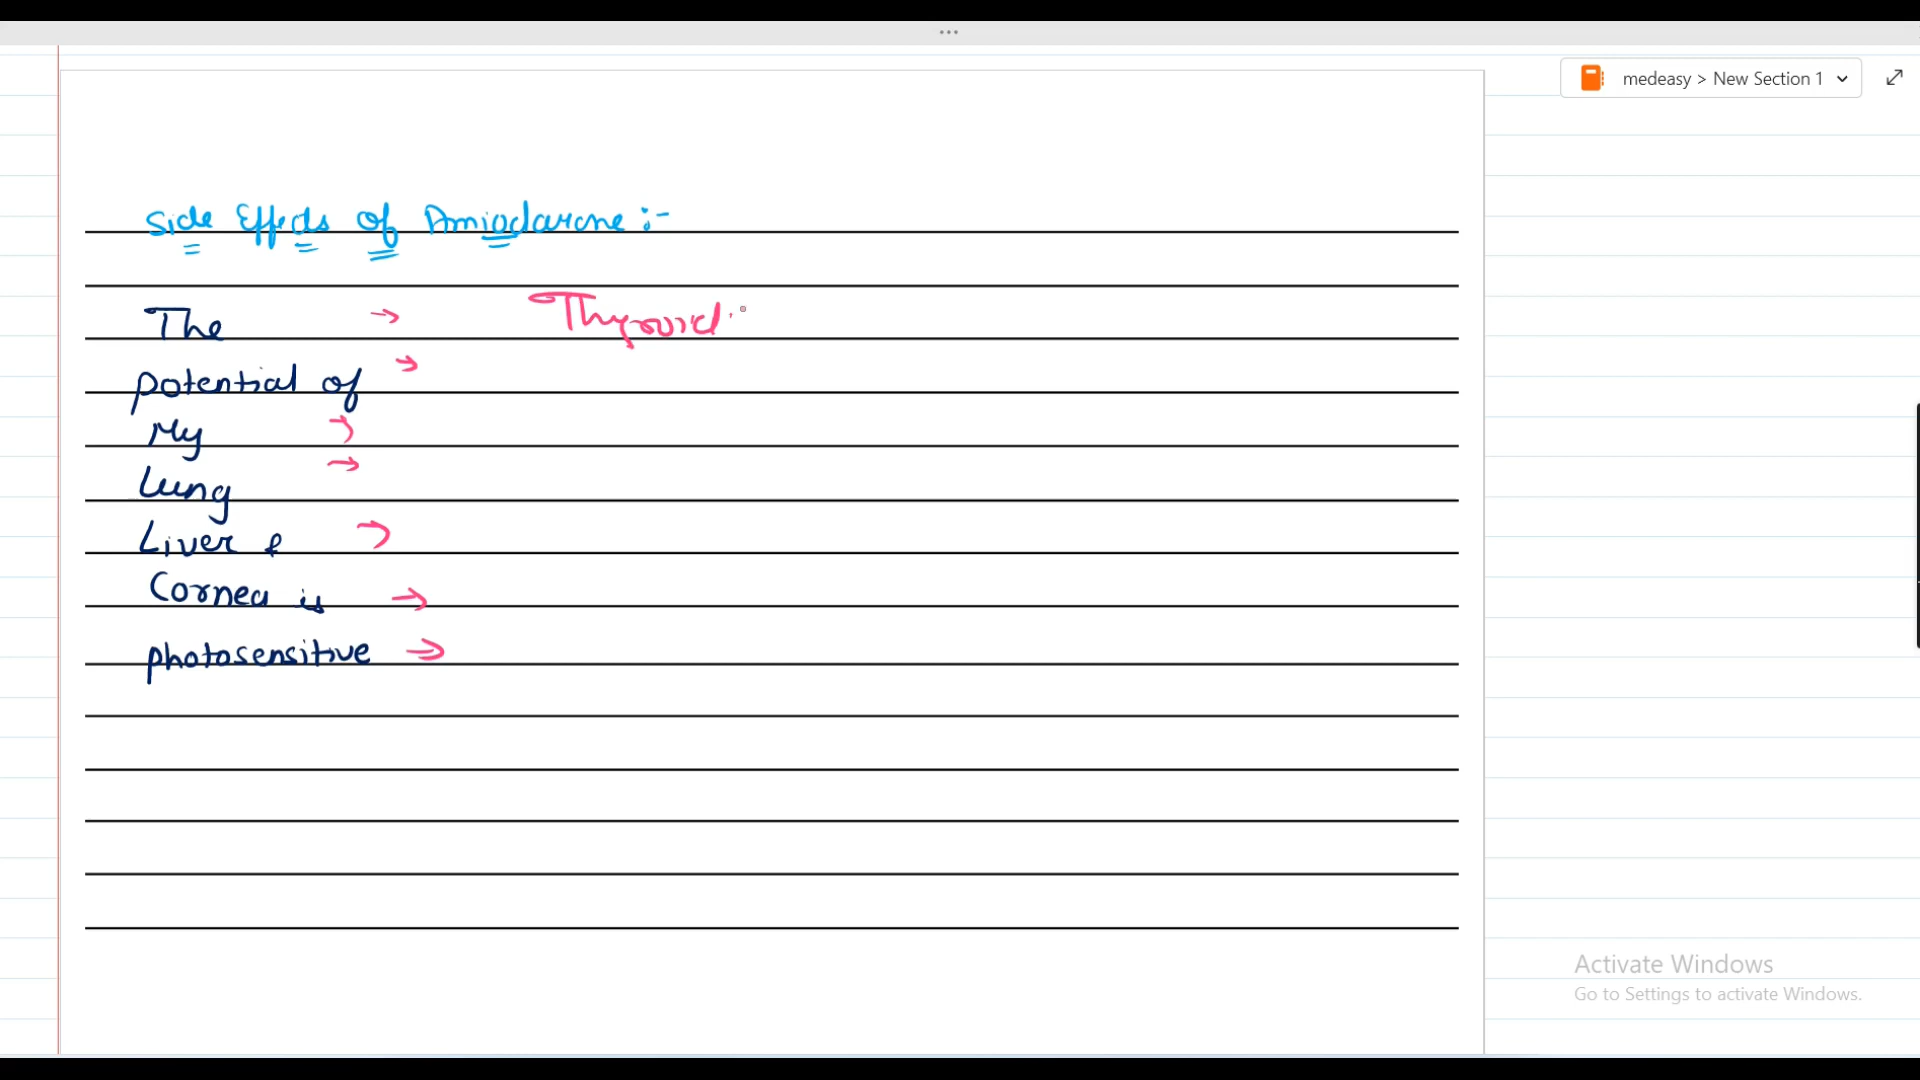 ...
medeasy > New Section 1
Side Effects of Amiodarone :-
The → Thyroid
potential of →
My →
Lung →
Liver & →
Cornea is →
photosensitive →
Activate Windows
Go to Settings to activate Windows.